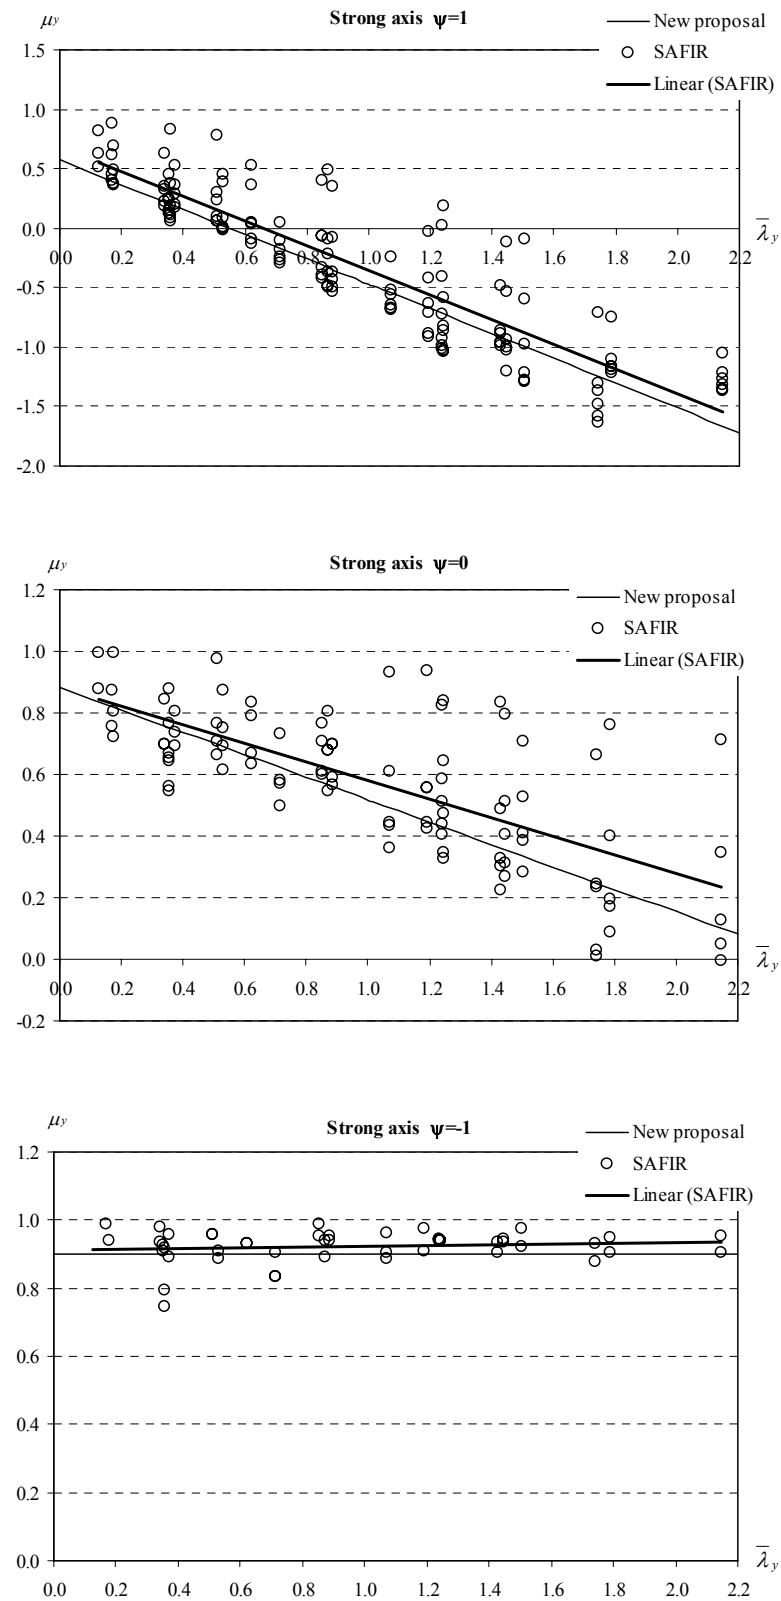 μy
Strong axis ψ=1
New proposal
SAFIR
Linear (SAFIR)
1.5
1.0
0.5
0.0
-0.5
-1.0
-1.5
-2.0
0.0 0.2 0.4 0.6 0.8 1.0 1.2 1.4 1.6 1.8 2.0 2.2
λ̅y
μy
Strong axis ψ=0
New proposal
SAFIR
Linear (SAFIR)
1.2
1.0
0.8
0.6
0.4
0.2
0.0
-0.2
0.0 0.2 0.4 0.6 0.8 1.0 1.2 1.4 1.6 1.8 2.0 2.2
λ̅y
μy
Strong axis ψ=-1
New proposal
SAFIR
Linear (SAFIR)
1.2
1.0
0.8
0.6
0.4
0.2
0.0
0.0 0.2 0.4 0.6 0.8 1.0 1.2 1.4 1.6 1.8 2.0 2.2
λ̅y